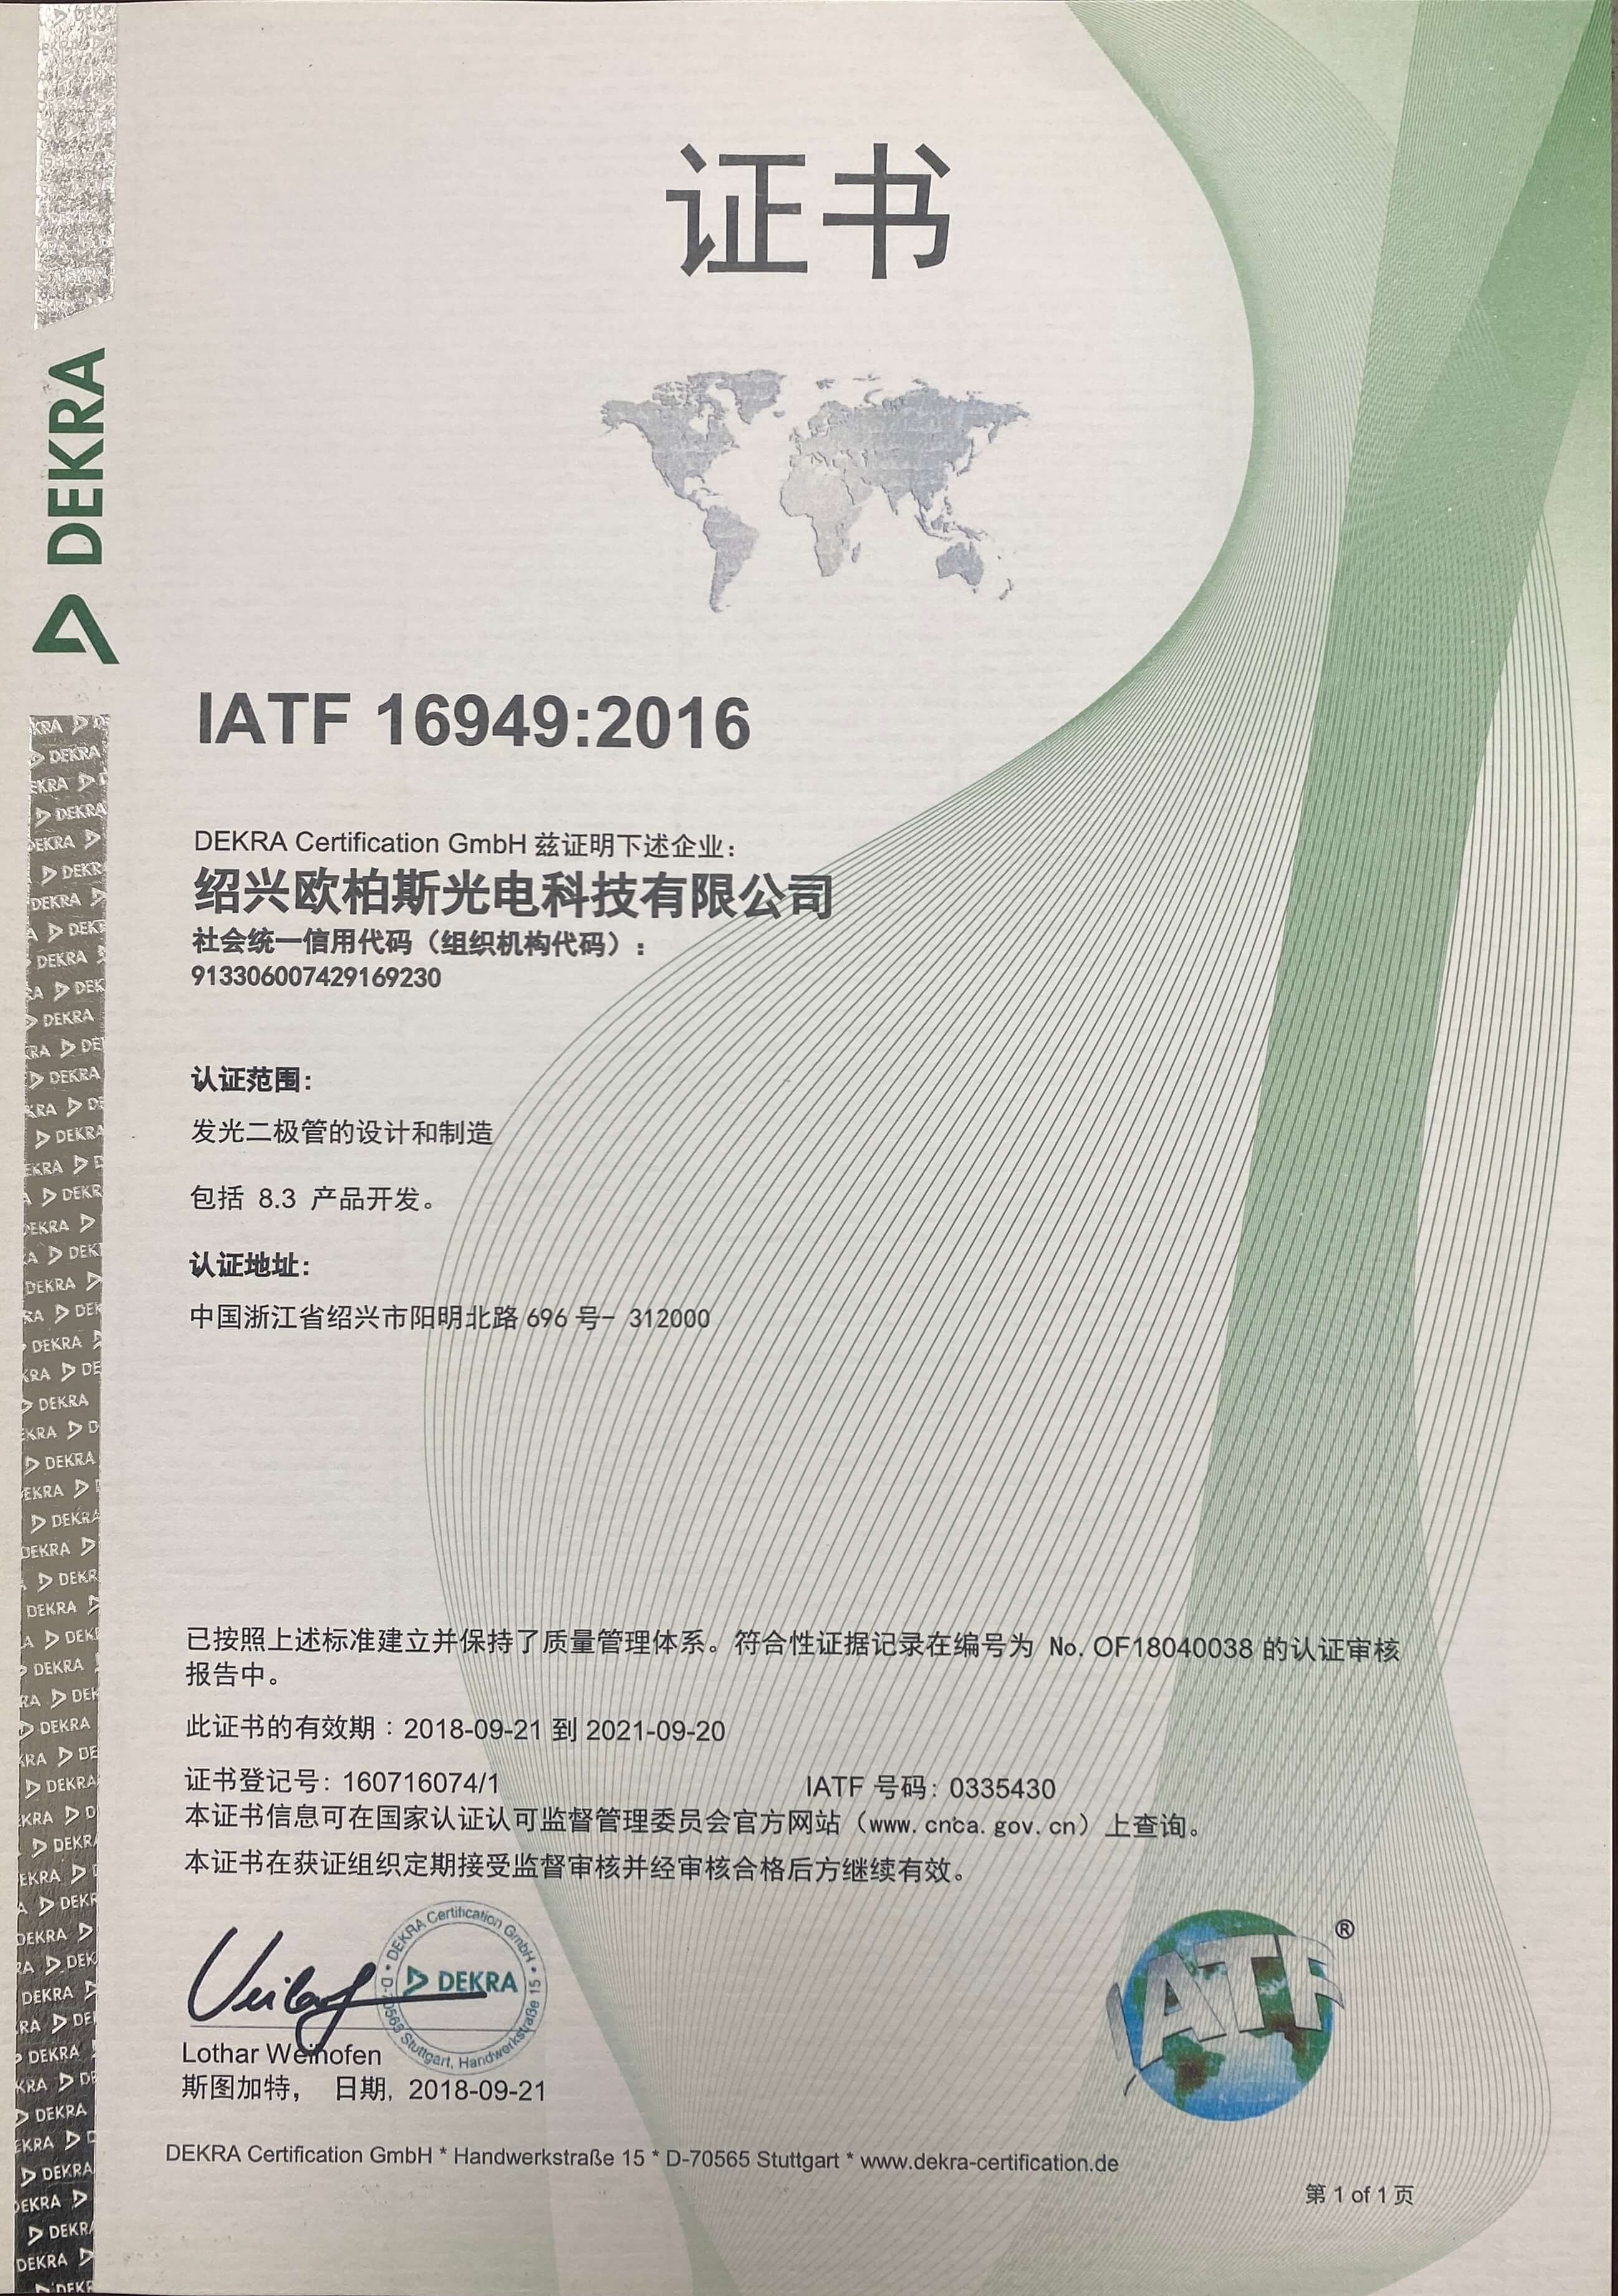 证书
DEKRA
IATF 16949:2016
DEKRA Certification GmbH 兹证明下述企业：
绍兴欧柏斯光电科技有限公司
社会统一信用代码（组织机构代码）：
913306007429169230
认证范围：
发光二极管的设计和制造
包括 8.3 产品开发。
认证地址：
中国浙江省绍兴市阳明北路 696 号- 312000
已按照上述标准建立并保持了质量管理体系。符合性证据记录在编号为 No. OF18040038 的认证审核
报告中。
此证书的有效期：2018-09-21 到 2021-09-20
证书登记号：160716074/1 IATF 号码：0335430
本证书信息可在国家认证认可监督管理委员会官方网站（www.cnca.gov.cn）上查询。
本证书在获证组织定期接受监督审核并经审核合格后方继续有效。
• DEKRA Certification GmbH • D-70565 Stuttgart, Handwerkstraße 15
DEKRA
IATF®
Lothar Weihofen
斯图加特， 日期, 2018-09-21
DEKRA Certification GmbH * Handwerkstraße 15 * D-70565 Stuttgart * www.dekra-certification.de
第 1 of 1 页